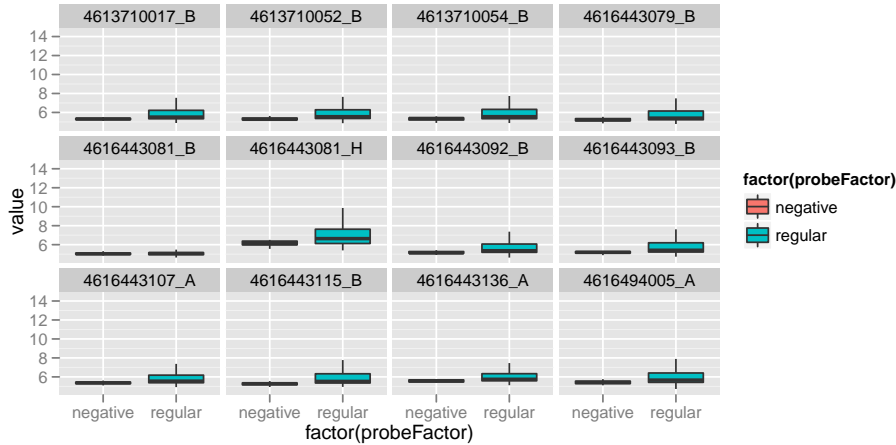 4613710017_B 4613710052_B 4613710054_B 4616443079_B
14
12
10
8
6
4616443081_B 4616443081_H 4616443092_B 4616443093_B
14
12
10
8
6
4616443107_A 4616443115_B 4616443136_A 4616494005_A
14
12
10
8
6
value
negative regular negative regular negative regular negative regular
factor(probeFactor)
factor(probeFactor)
negative
regular